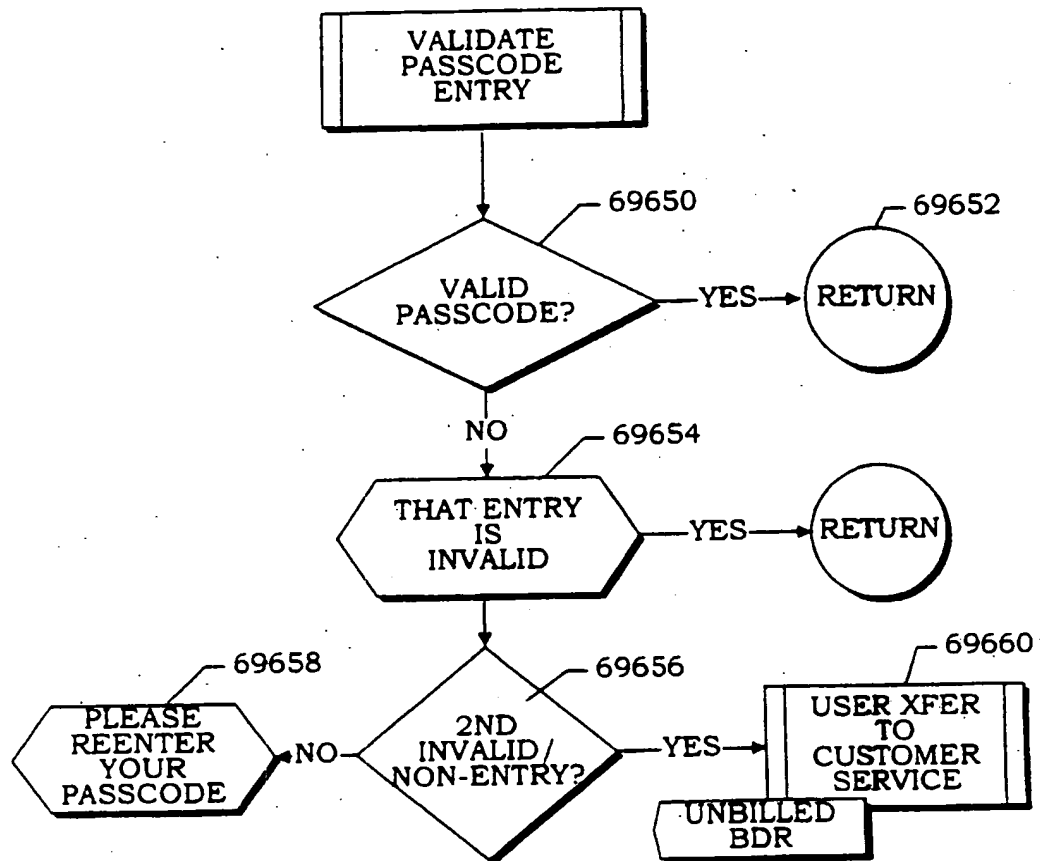 VALIDATE
PASSCODE
ENTRY
69650
69652
VALID
PASSCODE?
YES
RETURN
NO
69654
THAT ENTRY
IS
INVALID
YES
RETURN
69658
69656
69660
PLEASE
REENTER
YOUR
PASSCODE
NO
2ND
INVALID/
NON-ENTRY?
YES
USER XFER
TO
CUSTOMER
SERVICE
UNBILLED
BDR